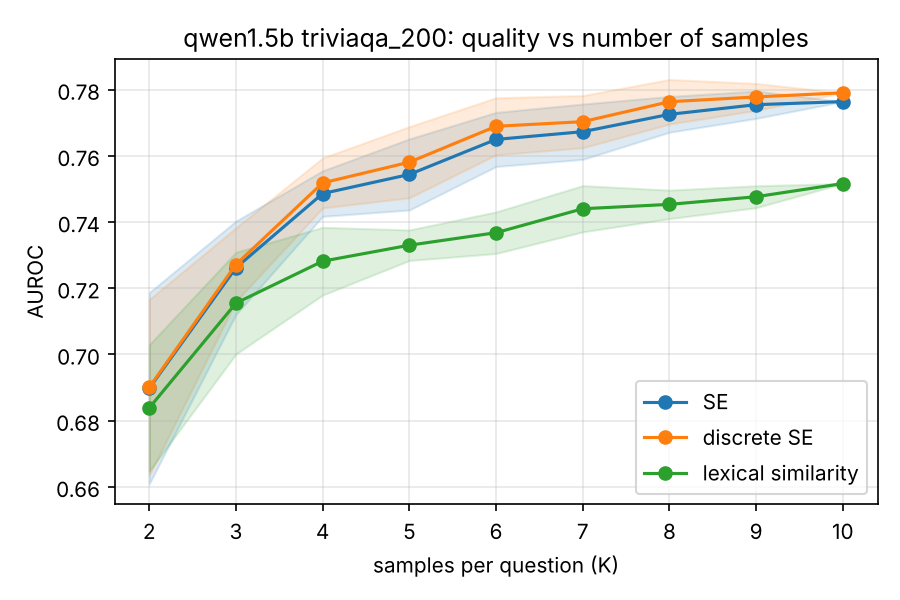 qwen1.5b triviaqa_200: quality vs number of samples
0.78
0.76
0.74
0.72
0.70
0.68
0.66
AUROC
SE
discrete SE
lexical similarity
2 3 4 5 6 7 8 9 10
samples per question (K)